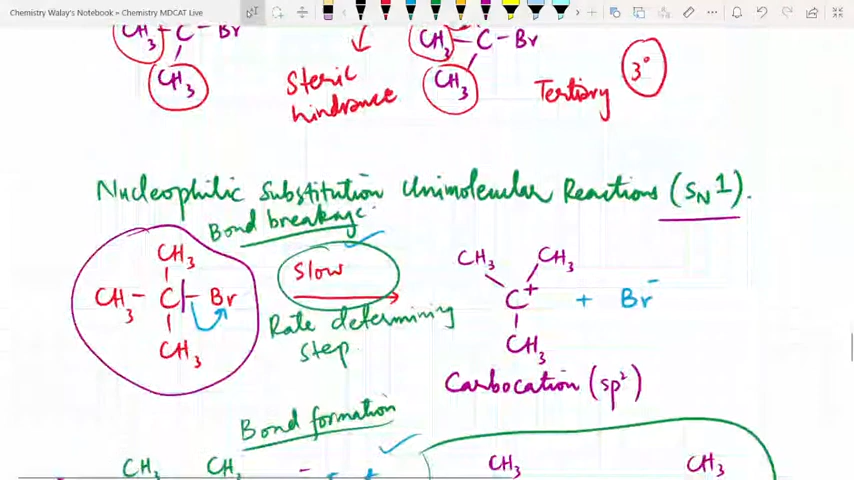 Chemistry Walay's Notebook > Chemistry MDCAT Live
CH3 C - Br
CH3 - C - Br
CH3
CH3
Steric
hindrance
Tertiary
3°
Nucleophilic Substitution Unimolecular Reactions (SN1).
Bond breakage
CH3
CH3 - C - Br
CH3
Slow
Rate determining
step
CH3 CH3
C+ + Br-
CH3
Carbocation (sp²)
Bond formation
CH3 CH3
CH3 CH3